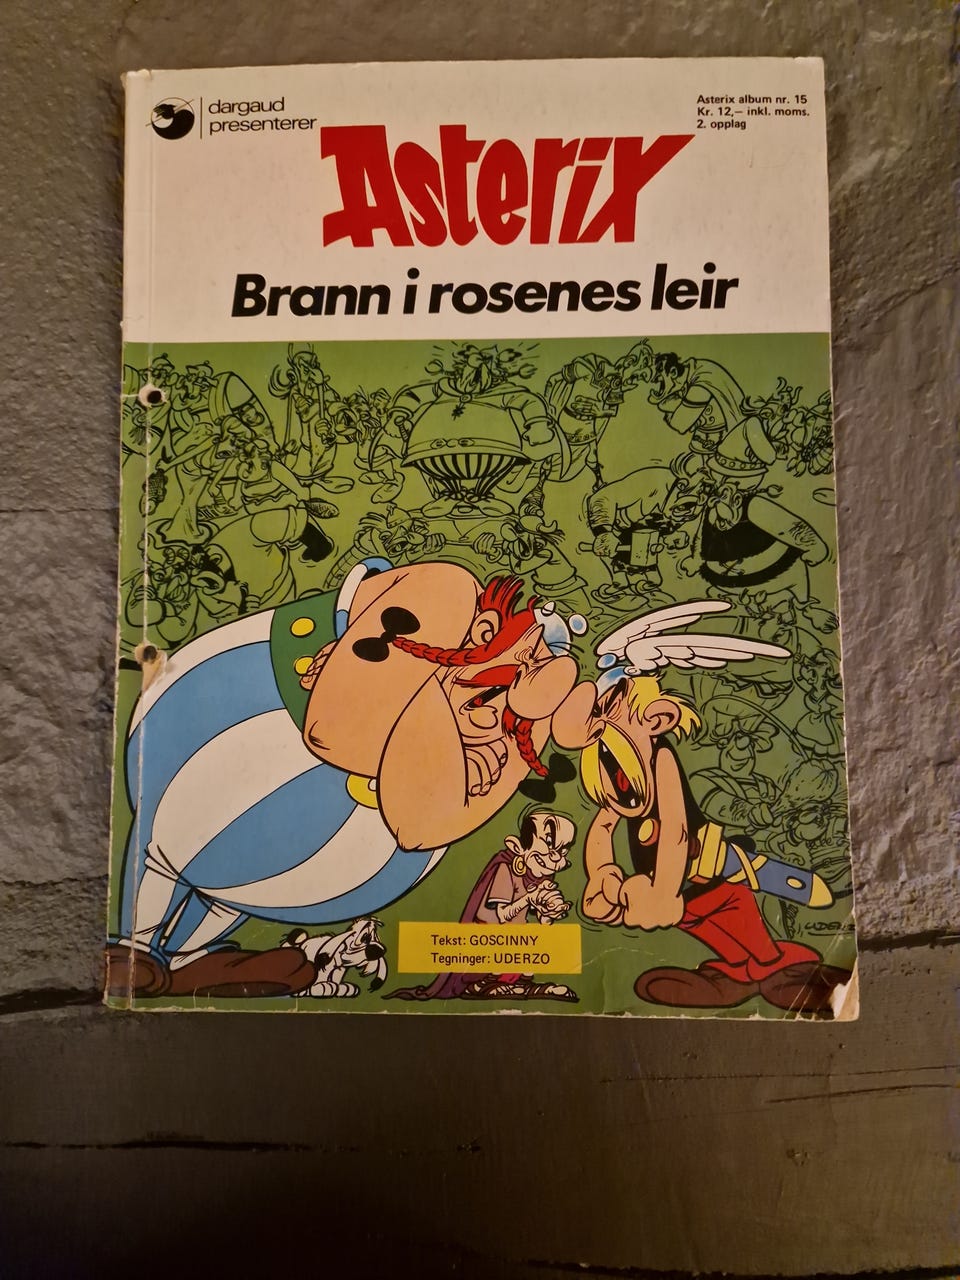 dargaud
presenterer
Asterix album nr. 15
Kr. 12,– inkl. moms.
2. opplag
Asterix
Brann i rosenes leir
Tekst: GOSCINNY
Tegninger: UDERZO
UDERZO